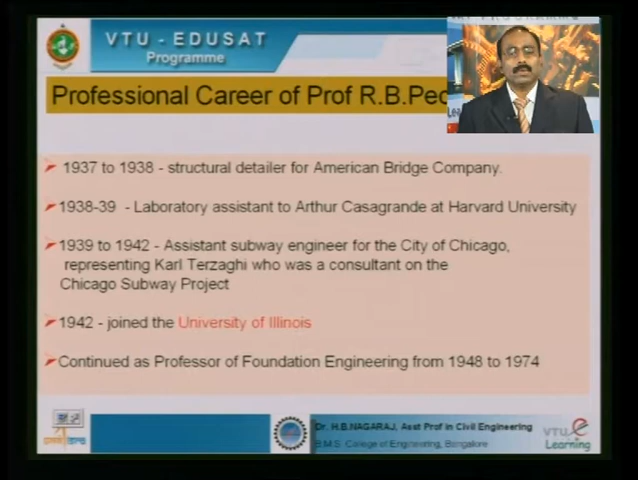 VTU - EDUSAT
Programme
Professional Career of Prof R.B.Pec
1937 to 1938 - structural detailer for American Bridge Company.
1938-39 - Laboratory assistant to Arthur Casagrande at Harvard University
1939 to 1942 - Assistant subway engineer for the City of Chicago,
representing Karl Terzaghi who was a consultant on the
Chicago Subway Project
1942 - joined the University of Illinois
Continued as Professor of Foundation Engineering from 1948 to 1974
Dr. H.B.NAGARAJ, Asst Prof in Civil Engineering
B.M.S. College of Engineering, Bangalore
VTU e
Learning